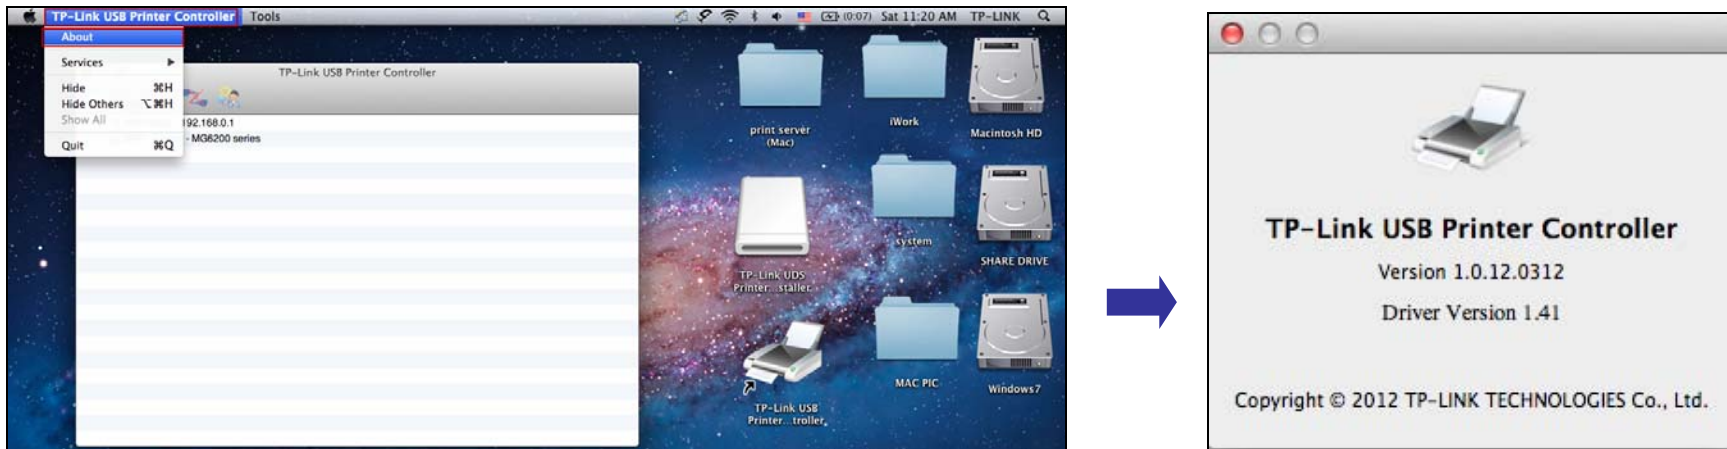 TP-Link USB Printer Controller Tools (0:07) Sat 11:20 AM TP-LINK
About
Services
Hide ⌘H
Hide Others ⌥⌘H
Show All
Quit ⌘Q
TP-Link USB Printer Controller
192.168.0.1
- MG6200 series
print server
(Mac)
iWork
Macintosh HD
TP-Link UDS
Printer...staller
system
SHARE DRIVE
TP-Link USB
Printer...troller
MAC PIC
Windows7
TP-Link USB Printer Controller
Version 1.0.12.0312
Driver Version 1.41
Copyright © 2012 TP-LINK TECHNOLOGIES Co., Ltd.